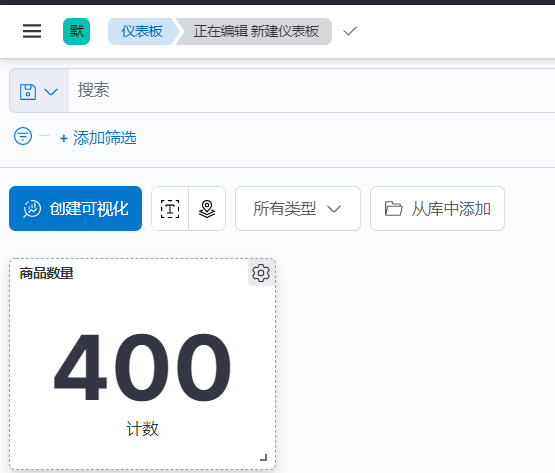 默 仪表板 正在编辑 新建仪表板
搜索
+ 添加筛选
创建可视化 T 所有类型 从库中添加
商品数量
400
计数